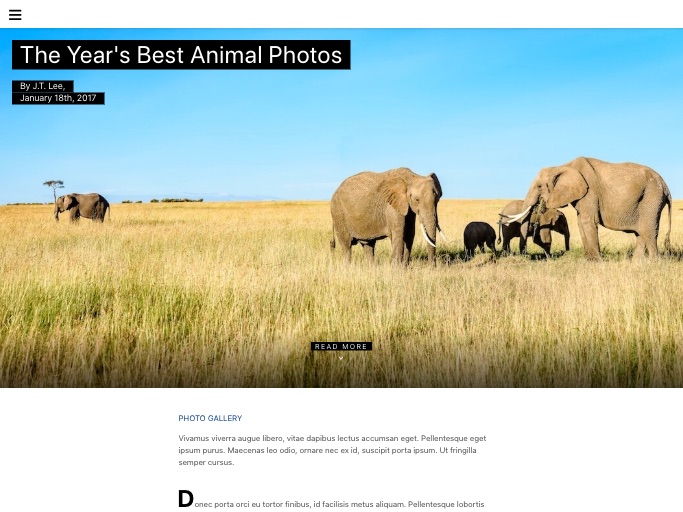 The Year's Best Animal Photos
By J.T. Lee,
January 18th, 2017
READ MORE
PHOTO GALLERY
Vivamus viverra augue libero, vitae dapibus lectus accumsan eget. Pellentesque eget
ipsum purus. Maecenas leo odio, ornare nec ex id, suscipit porta ipsum. Ut fringilla
semper cursus.
Donec porta orci eu tortor finibus, id facilisis metus aliquam. Pellentesque lobortis